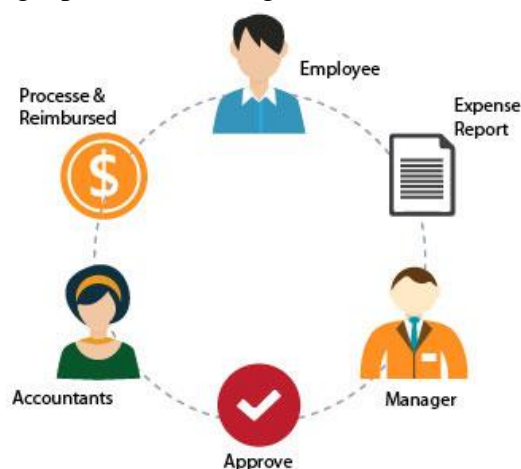 Employee
Expense
Report
Manager
Approve
Accountants
Processe &
Reimbursed
$